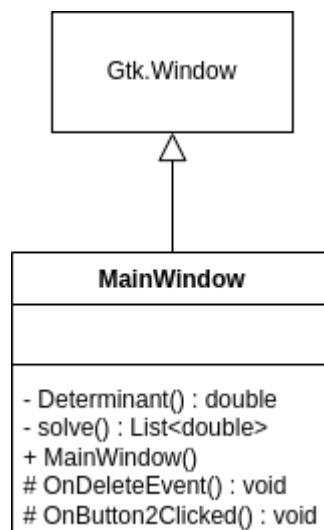 Gtk.Window
MainWindow
- Determinant() : double
- solve() : List<double>
+ MainWindow()
# OnDeleteEvent() : void
# OnButton2Clicked() : void